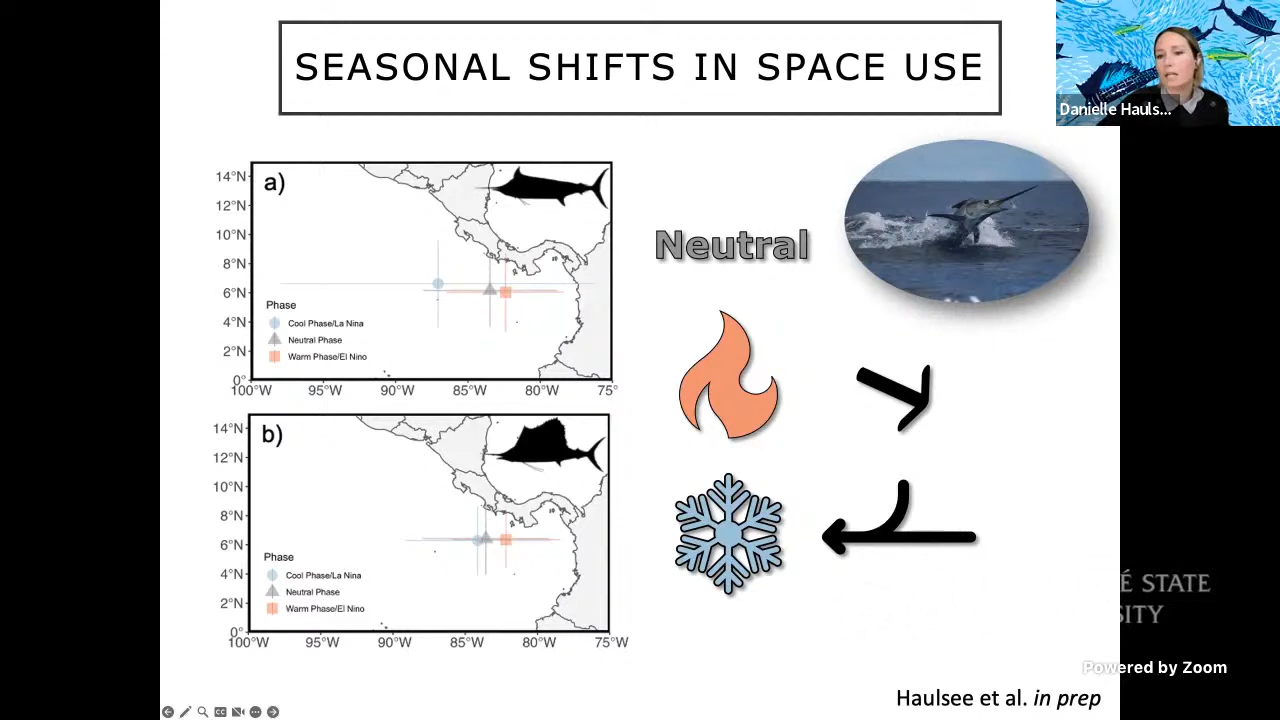 SEASONAL SHIFTS IN SPACE USE
Danielle Hauls...
a)
14°N
12°N
10°N
8°N
6°N
4°N
2°N
0°
Phase
Cool Phase/La Nina
Neutral Phase
Warm Phase/El Nino
100°W 95°W 90°W 85°W 80°W 75°
Neutral
b)
14°N
12°N
10°N
8°N
6°N
4°N
2°N
0°
Phase
Cool Phase/La Nina
Neutral Phase
Warm Phase/El Nino
100°W 95°W 90°W 85°W 80°W 75°W
É STATE
SITY
Powered by Zoom
Haulsee et al. in prep